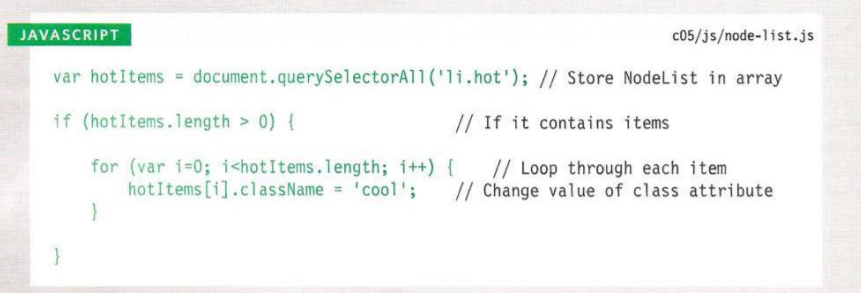 JAVASCRIPT c05/js/node-list.js
var hotItems = document.querySelectorAll('li.hot'); // Store NodeList in array
if (hotItems.length > 0) { // If it contains items
for (var i=0; i<hotItems.length; i++) { // Loop through each item
hotItems[i].className = 'cool'; // Change value of class attribute
}
}